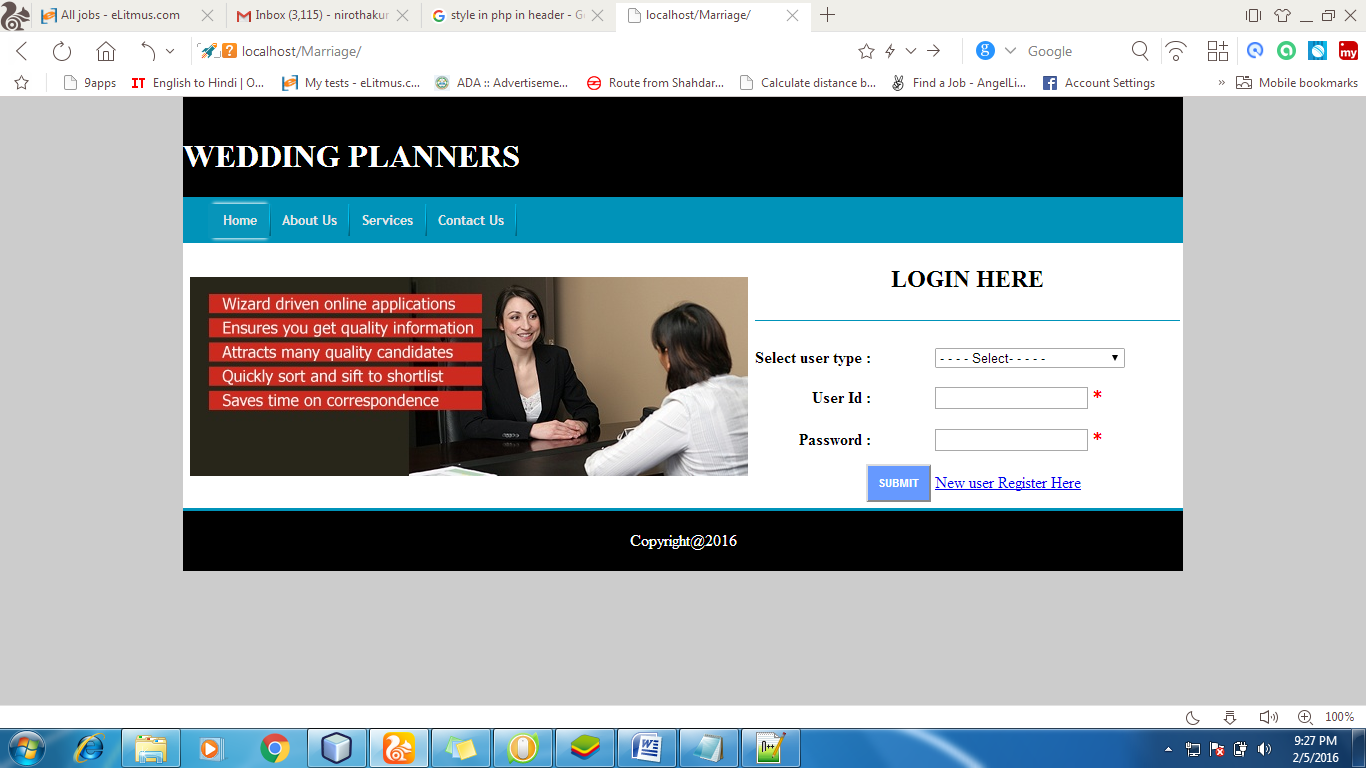 All jobs - eLitmus.com
Inbox (3,115) - nirothakur
style in php in header - G
localhost/Marriage/
localhost/Marriage/
Google
9apps
English to Hindi | O...
My tests - eLitmus.c...
ADA :: Advertiseme...
Route from Shahdar...
Calculate distance b...
Find a Job - AngelLi...
Account Settings
»
Mobile bookmarks
WEDDING PLANNERS
Home
About Us
Services
Contact Us
Wizard driven online applications
Ensures you get quality information
Attracts many quality candidates
Quickly sort and sift to shortlist
Saves time on correspondence
LOGIN HERE
Select user type :
- - - - Select- - - - -
User Id :
*
Password :
*
SUBMIT
New user Register Here
Copyright@2016
100%
9:27 PM
2/5/2016